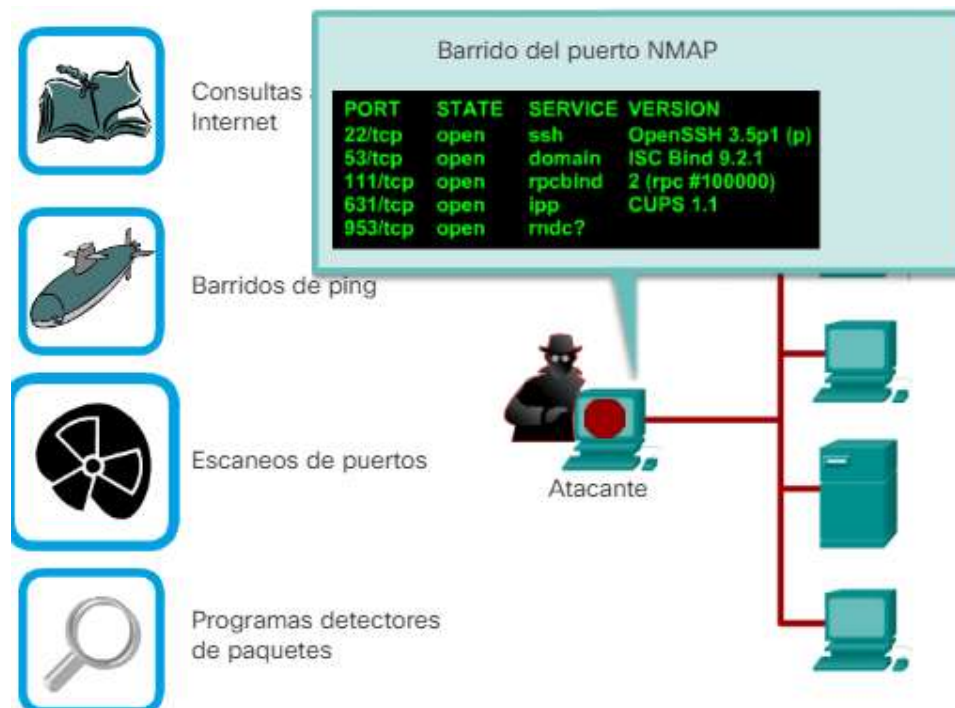 Barrido del puerto NMAP
PORT STATE SERVICE VERSION
22/tcp open ssh OpenSSH 3.5p1 (p)
53/tcp open domain ISC Bind 9.2.1
111/tcp open rpcbind 2 (rpc #100000)
631/tcp open ipp CUPS 1.1
953/tcp open rndc?
Consultas
Internet
Barridos de ping
Escaneos de puertos
Atacante
Programas detectores
de paquetes